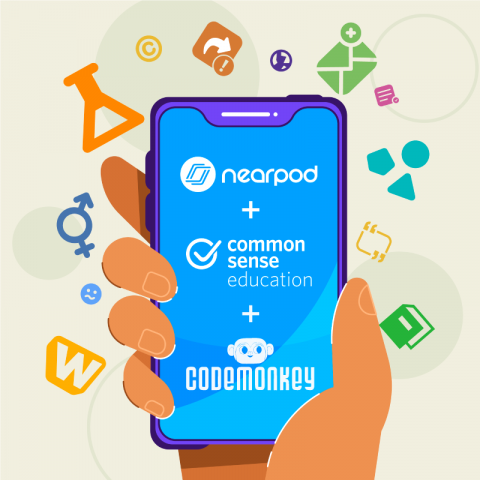 ©
nearpod
+
common
sense
education
+
CODEMONKEY
W